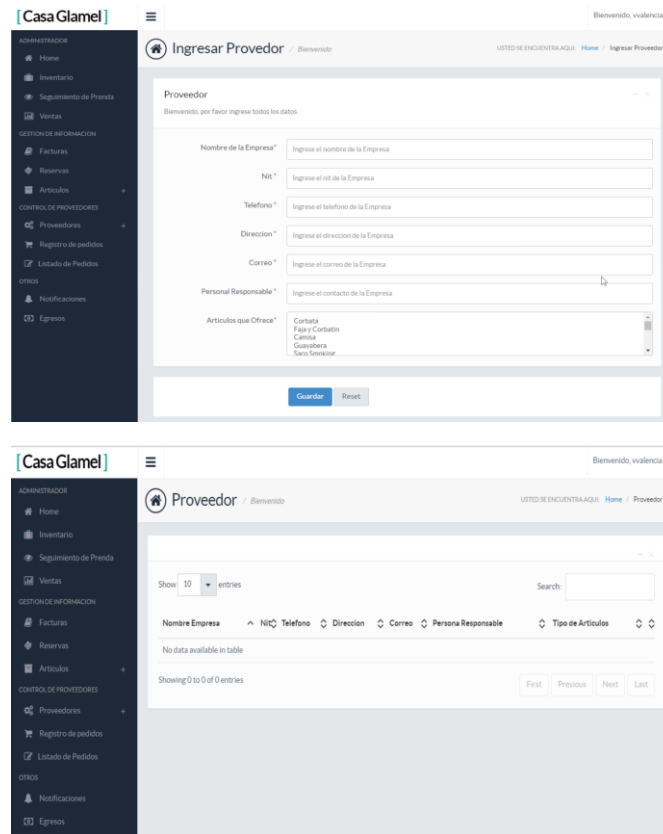 [ Casa Glamel ]
Bienvenido, vvalencia
ADMINISTRADOR
Home
Inventario
Seguimiento de Prenda
Ventas
GESTION DE INFORMACION
Facturas
Reservas
Articulos +
CONTROL DE PROVEEDORES
Proveedores +
Registro de pedidos
Listado de Pedidos
OTROS
Notificaciones
Egresos
Ingresar Provedor / Bienvenido
USTED SE ENCUENTRA AQUI: Home / Ingresar Proveedor
Proveedor
Bienvenido, por favor ingrese todos los datos
Nombre de la Empresa* Ingrese el nombre de la Empresa
Nit * Ingrese el nit de la Empresa
Telefono * Ingrese el telefono de la Empresa
Direccion * Ingrese el direccion de la Empresa
Correo * Ingrese el correo de la Empresa
Personal Responsable * Ingrese el contacto de la Empresa
Articulos que Ofrece* Corbata
Faja y Corbatin
Camisa
Guayabera
Saco Smoking
Guardar Reset
[ Casa Glamel ]
Bienvenido, vvalencia
ADMINISTRADOR
Home
Inventario
Seguimiento de Prenda
Ventas
GESTION DE INFORMACION
Facturas
Reservas
Articulos +
CONTROL DE PROVEEDORES
Proveedores +
Registro de pedidos
Listado de Pedidos
OTROS
Notificaciones
Egresos
Proveedor / Bienvenido
USTED SE ENCUENTRA AQUI: Home / Proveedor
Show 10 entries Search:
Nombre Empresa Nit Telefono Direccion Correo Persona Responsable Tipo de Articulos
No data available in table
Showing 0 to 0 of 0 entries
First Previous Next Last